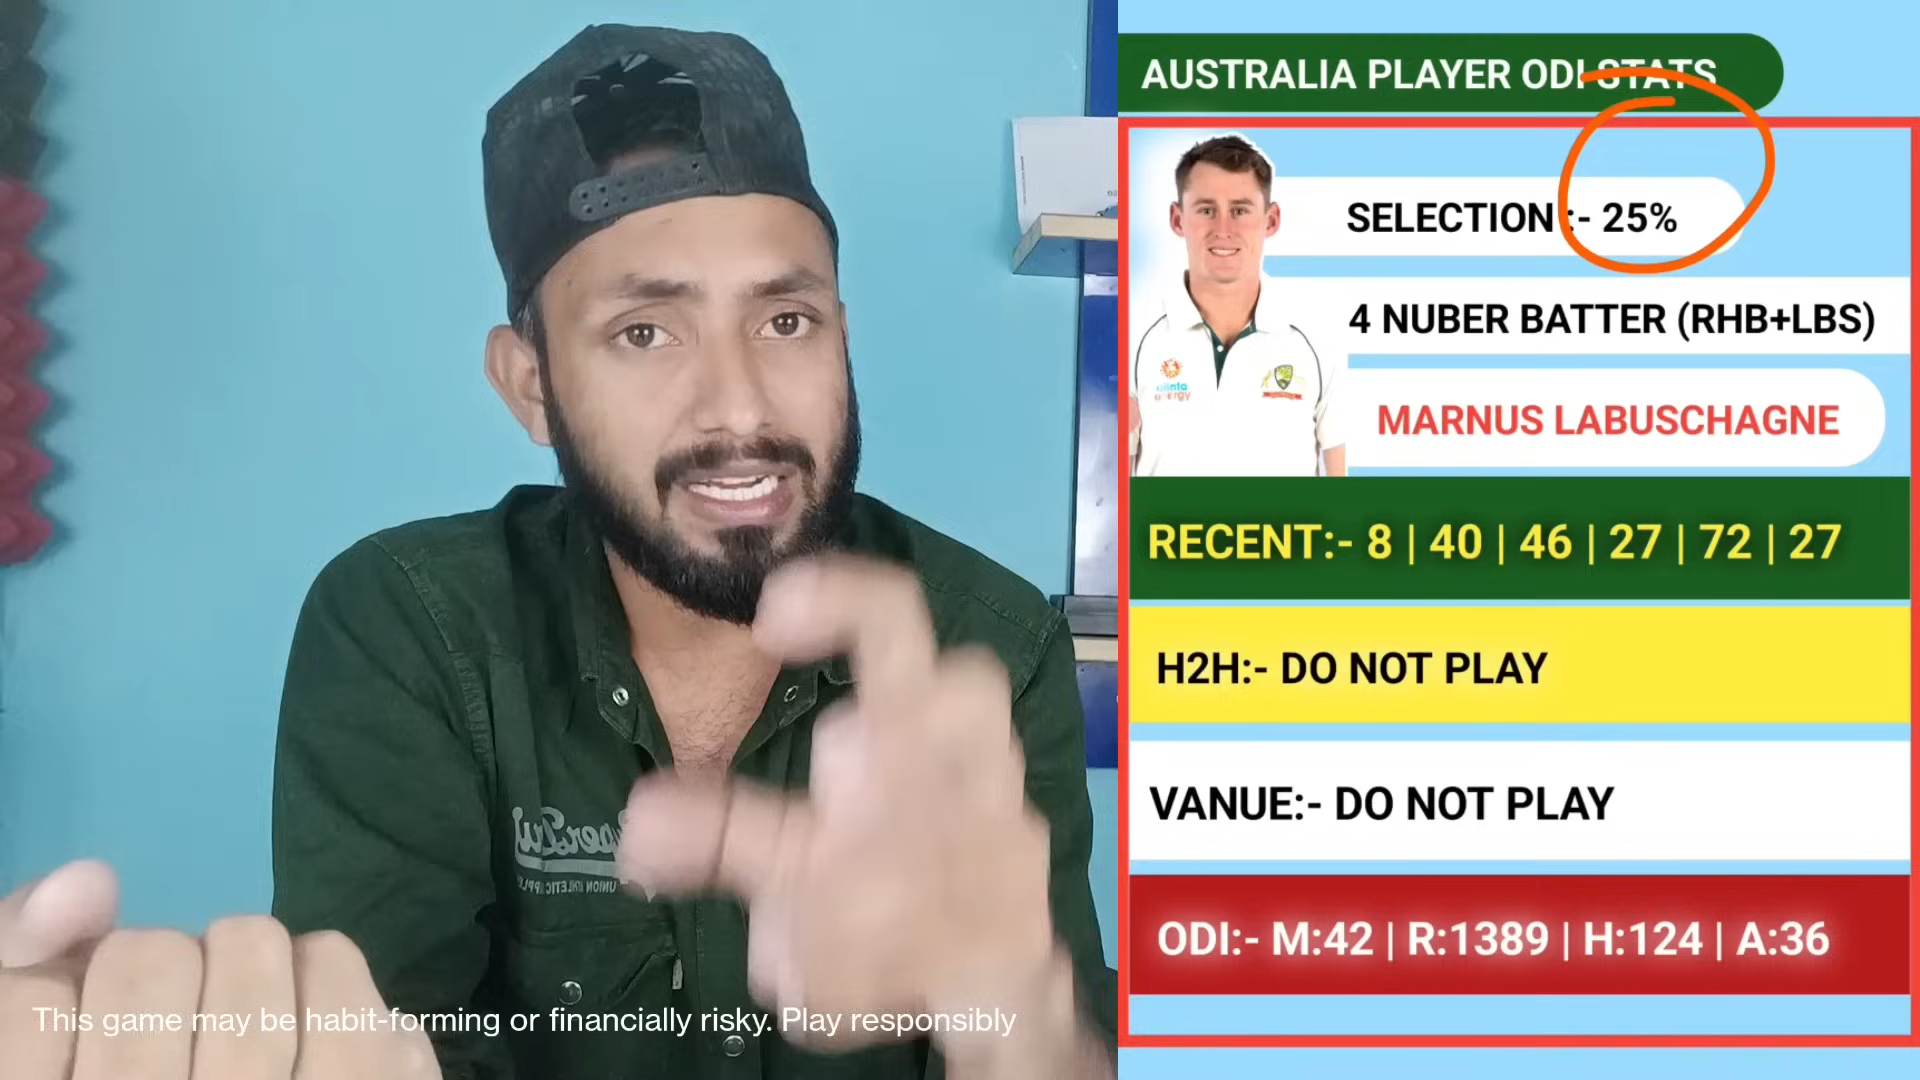 AUSTRALIA PLAYER ODI STATS
SELECTION :- 25%
4 NUBER BATTER (RHB+LBS)
MARNUS LABUSCHAGNE
RECENT:- 8 | 40 | 46 | 27 | 72 | 27
H2H:- DO NOT PLAY
VANUE:- DO NOT PLAY
ODI:- M:42 | R:1389 | H:124 | A:36
This game may be habit-forming or financially risky. Play responsibly